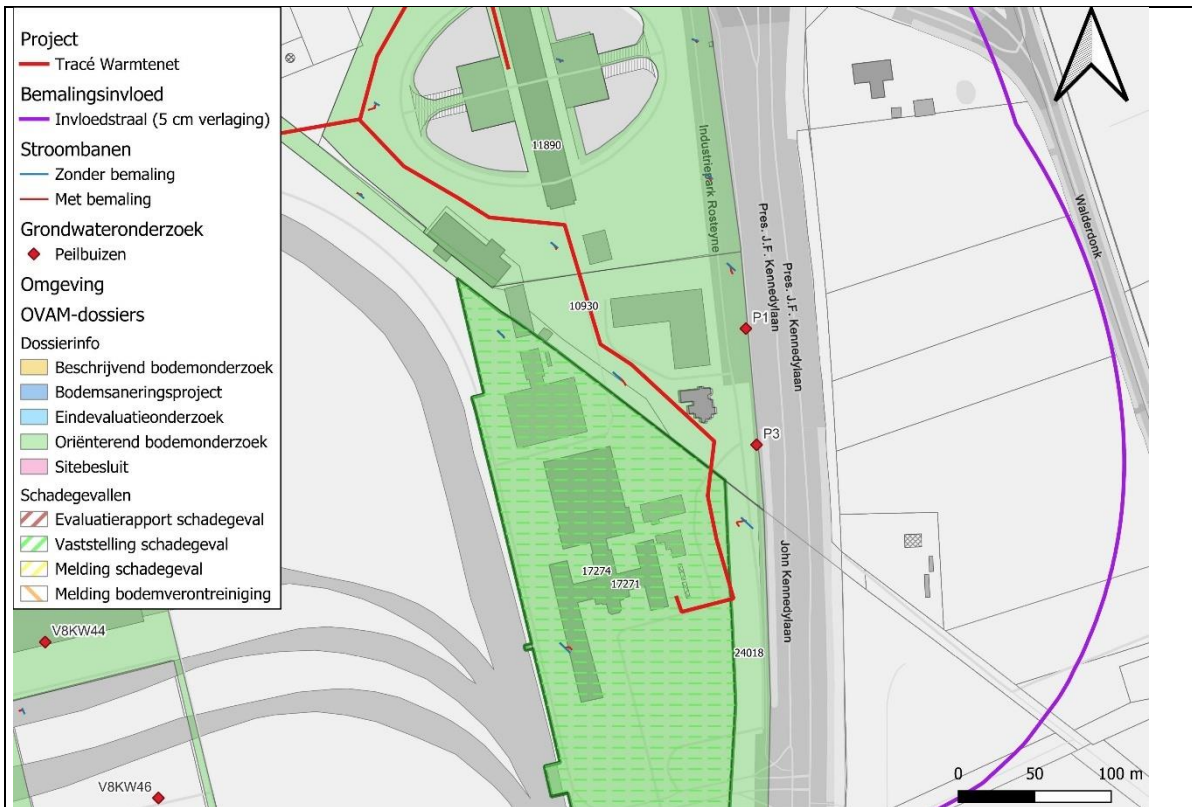 Project
Tracé Warmtenet
Bemalingsinvloed
Invloedstraal (5 cm verlaging)
Stroombanen
Zonder bemaling
Met bemaling
Grondwateronderzoek
Peilbuizen
Omgeving
OVAM-dossiers
Dossierinfo
Beschrijvend bodemonderzoek
Bodemsaneringsproject
Eindevaluatieonderzoek
Oriënterend bodemonderzoek
Sitebesluit
Schadegevallen
Evaluatierapport schadegeval
Vaststelling schadegeval
Melding schadegeval
Melding bodemverontreiniging
11890
Industriepark Rosteyne
Pres. J.F. Kennedylaan
Pres. J.F. Kennedylaan
Walderdonk
10930
P1
P3
17274
17271
John Kennedylaan
24018
V8KW44
V8KW46
0 50 100 m